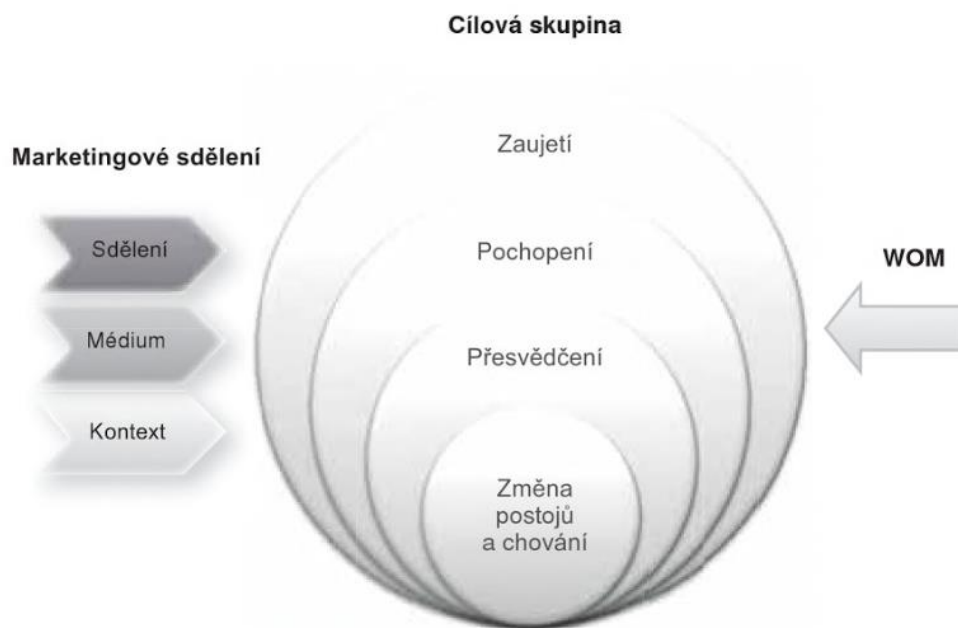 Cílová skupina
Marketingové sdělení
Sdělení
Médium
Kontext
Zaujetí
Pochopení
Přesvědčení
Změna
postojů
a chování
WOM